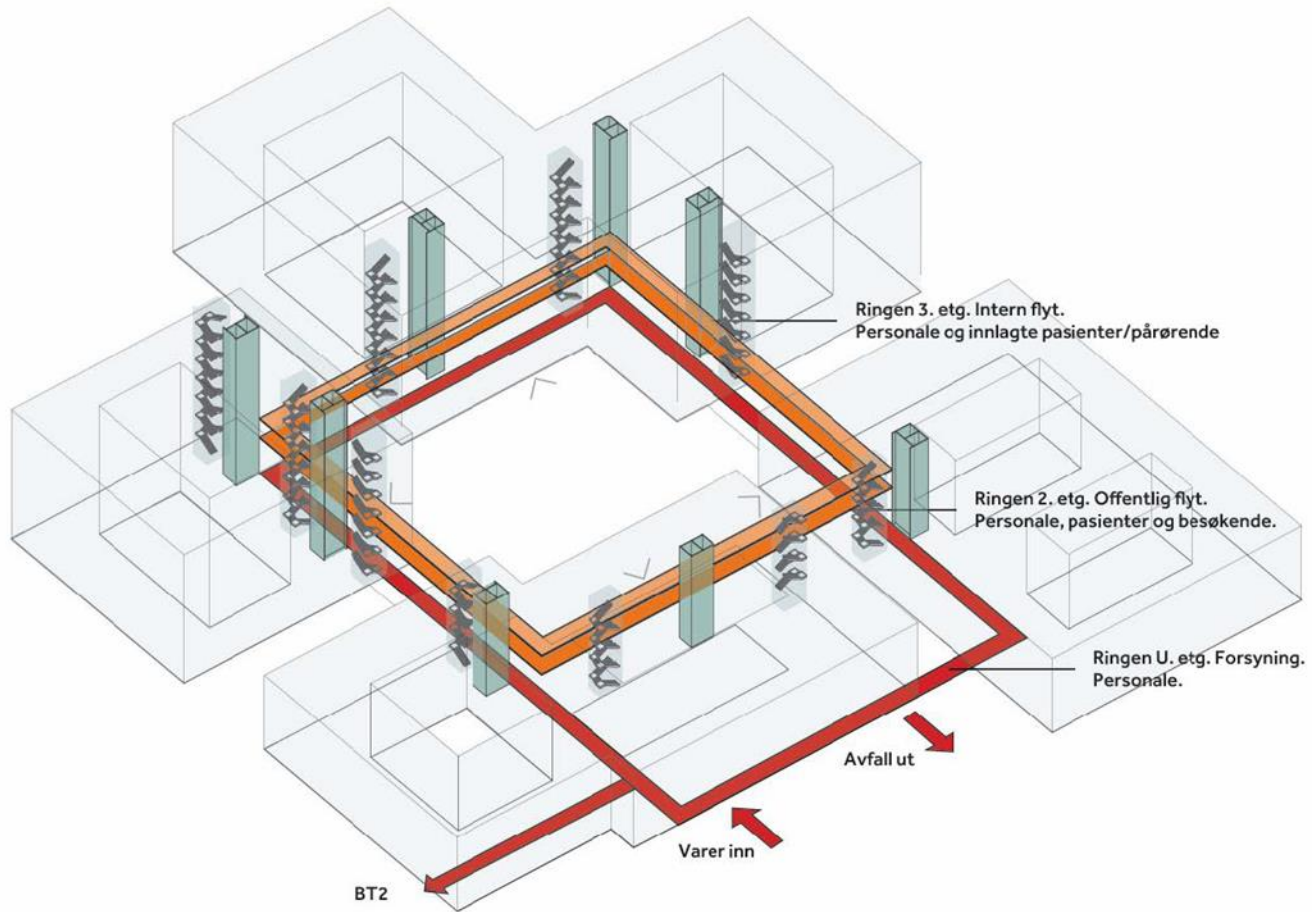 Ringen 3. etg. Intern flyt.
Personale og innlagte pasienter/pårørende
Ringen 2. etg. Offentlig flyt.
Personale, pasienter og besøkende.
Ringen U. etg. Forsyning.
Personale.
Avfall ut
Varer inn
BT2